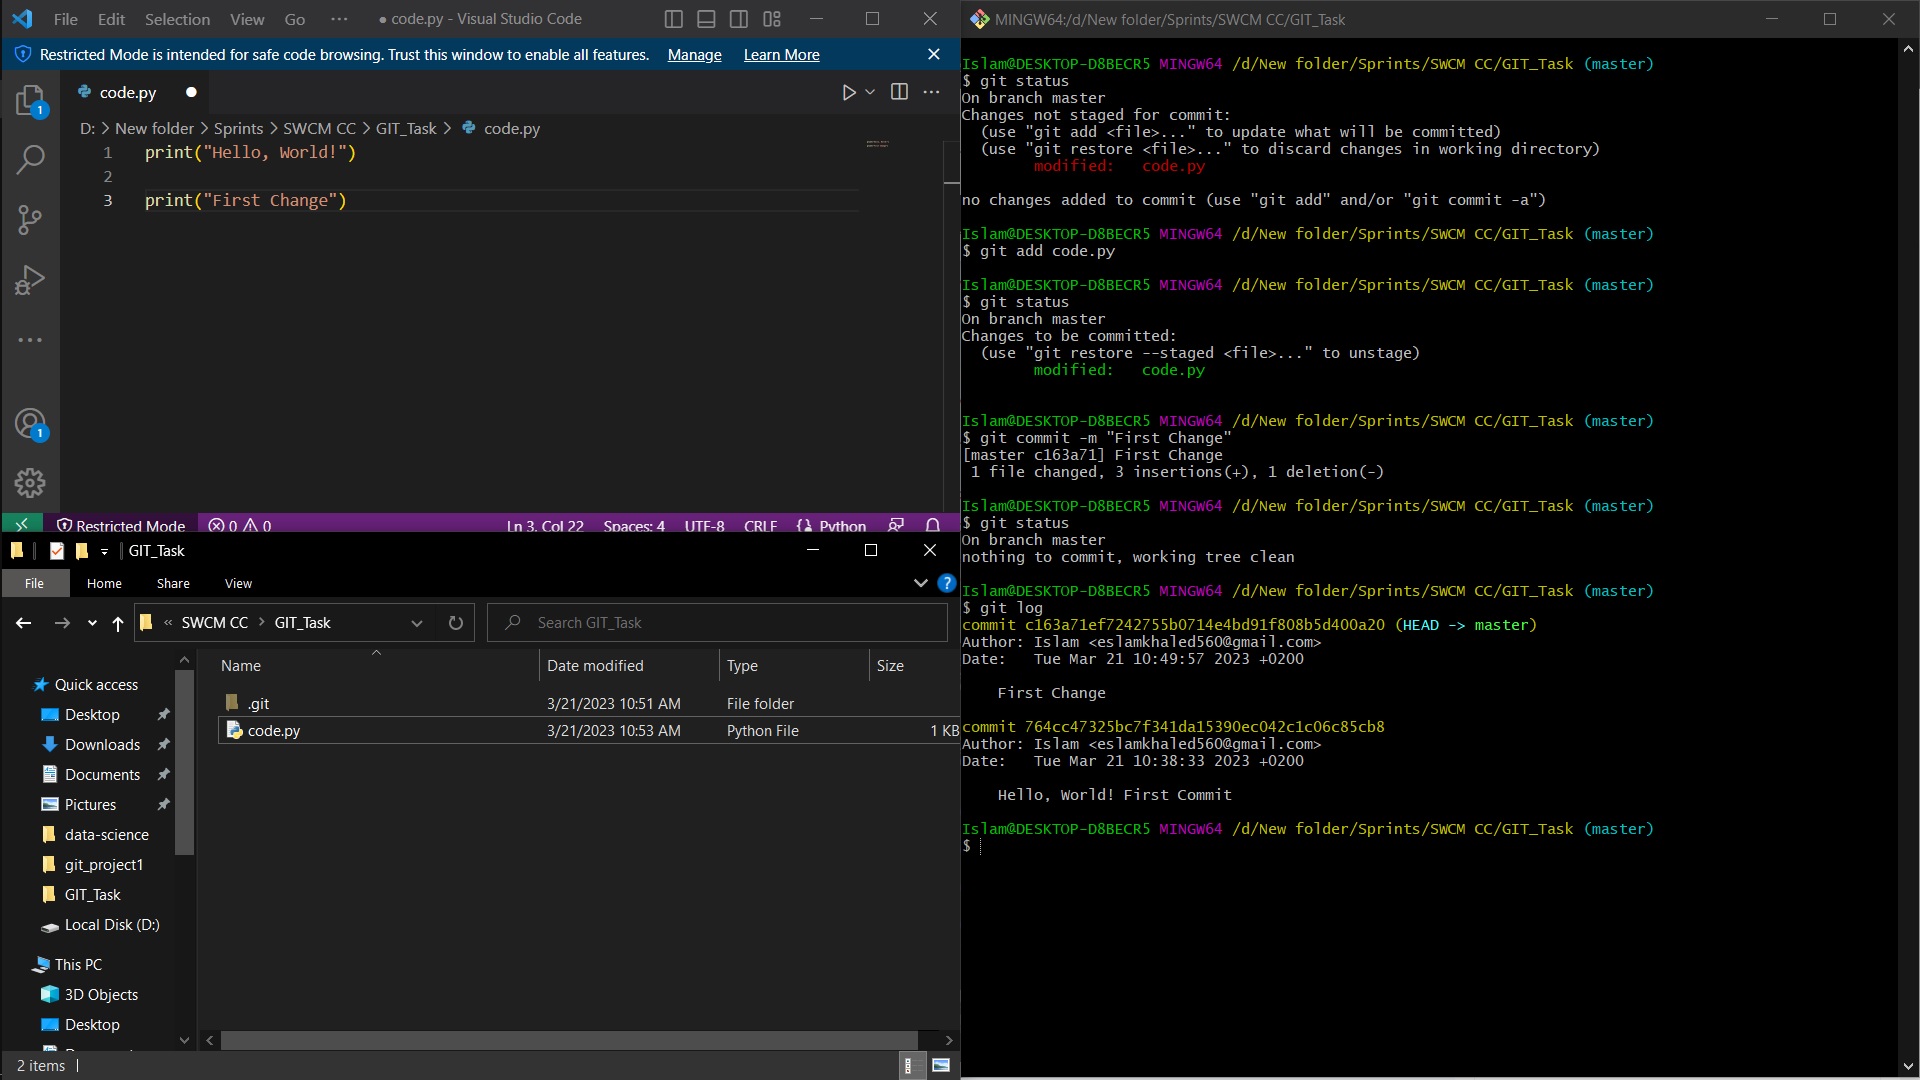 File Edit Selection View Go ··· ● code.py - Visual Studio Code
Restricted Mode is intended for safe code browsing. Trust this window to enable all features. Manage Learn More
1
code.py
D: > New folder > Sprints > SWCM CC > GIT_Task > code.py
1 print("Hello, World!")
2
3 print("First Change")
1
Restricted Mode 0 0 Ln 3, Col 22 Spaces: 4 UTF-8 CRLF Python
GIT_Task
File Home Share View ?
« SWCM CC > GIT_Task Search GIT_Task
Name Date modified Type Size
Quick access
Desktop
Downloads
Documents
Pictures
data-science
git_project1
GIT_Task
Local Disk (D:)
This PC
3D Objects
Desktop
.git 3/21/2023 10:51 AM File folder
code.py 3/21/2023 10:53 AM Python File 1 KB
2 items
MINGW64:/d/New folder/Sprints/SWCM CC/GIT_Task
Islam@DESKTOP-D8BECR5 MINGW64 /d/New folder/Sprints/SWCM CC/GIT_Task (master)
$ git status
On branch master
Changes not staged for commit:
(use "git add <file>..." to update what will be committed)
(use "git restore <file>..." to discard changes in working directory)
modified: code.py
no changes added to commit (use "git add" and/or "git commit -a")
Islam@DESKTOP-D8BECR5 MINGW64 /d/New folder/Sprints/SWCM CC/GIT_Task (master)
$ git add code.py
Islam@DESKTOP-D8BECR5 MINGW64 /d/New folder/Sprints/SWCM CC/GIT_Task (master)
$ git status
On branch master
Changes to be committed:
(use "git restore --staged <file>..." to unstage)
modified: code.py
Islam@DESKTOP-D8BECR5 MINGW64 /d/New folder/Sprints/SWCM CC/GIT_Task (master)
$ git commit -m "First Change"
[master c163a71] First Change
1 file changed, 3 insertions(+), 1 deletion(-)
Islam@DESKTOP-D8BECR5 MINGW64 /d/New folder/Sprints/SWCM CC/GIT_Task (master)
$ git status
On branch master
nothing to commit, working tree clean
Islam@DESKTOP-D8BECR5 MINGW64 /d/New folder/Sprints/SWCM CC/GIT_Task (master)
$ git log
commit c163a71ef7242755b0714e4bd91f808b5d400a20 (HEAD -> master)
Author: Islam <eslamkhaled560@gmail.com>
Date: Tue Mar 21 10:49:57 2023 +0200
First Change
commit 764cc47325bc7f341da15390ec042c1c06c85cb8
Author: Islam <eslamkhaled560@gmail.com>
Date: Tue Mar 21 10:38:33 2023 +0200
Hello, World! First Commit
Islam@DESKTOP-D8BECR5 MINGW64 /d/New folder/Sprints/SWCM CC/GIT_Task (master)
$